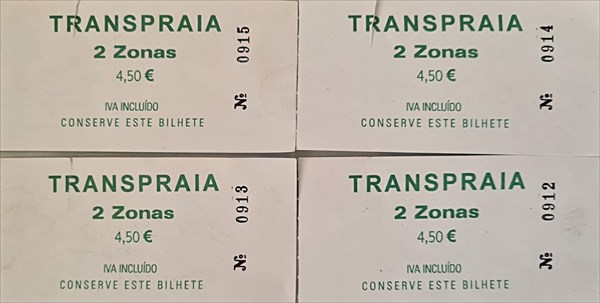 TRANSPRAIA
2 Zonas
4,50 €
IVA INCLUÍDO
CONSERVE ESTE BILHETE
№ 0915
TRANSPRAIA
2 Zonas
4,50 €
IVA INCLUÍDO
CONSERVE ESTE BILHETE
№ 0914
TRANSPRAIA
2 Zonas
4,50 €
IVA INCLUÍDO
CONSERVE ESTE BILHETE
№ 0913
TRANSPRAIA
2 Zonas
4,50 €
IVA INCLUÍDO
CONSERVE ESTE BILHETE
№ 0912